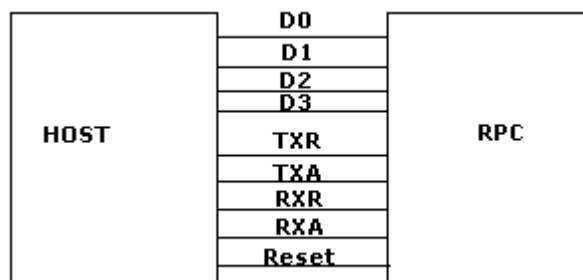 D0
D1
D2
D3
HOST
TXR
RPC
TXA
RXR
RXA
Reset